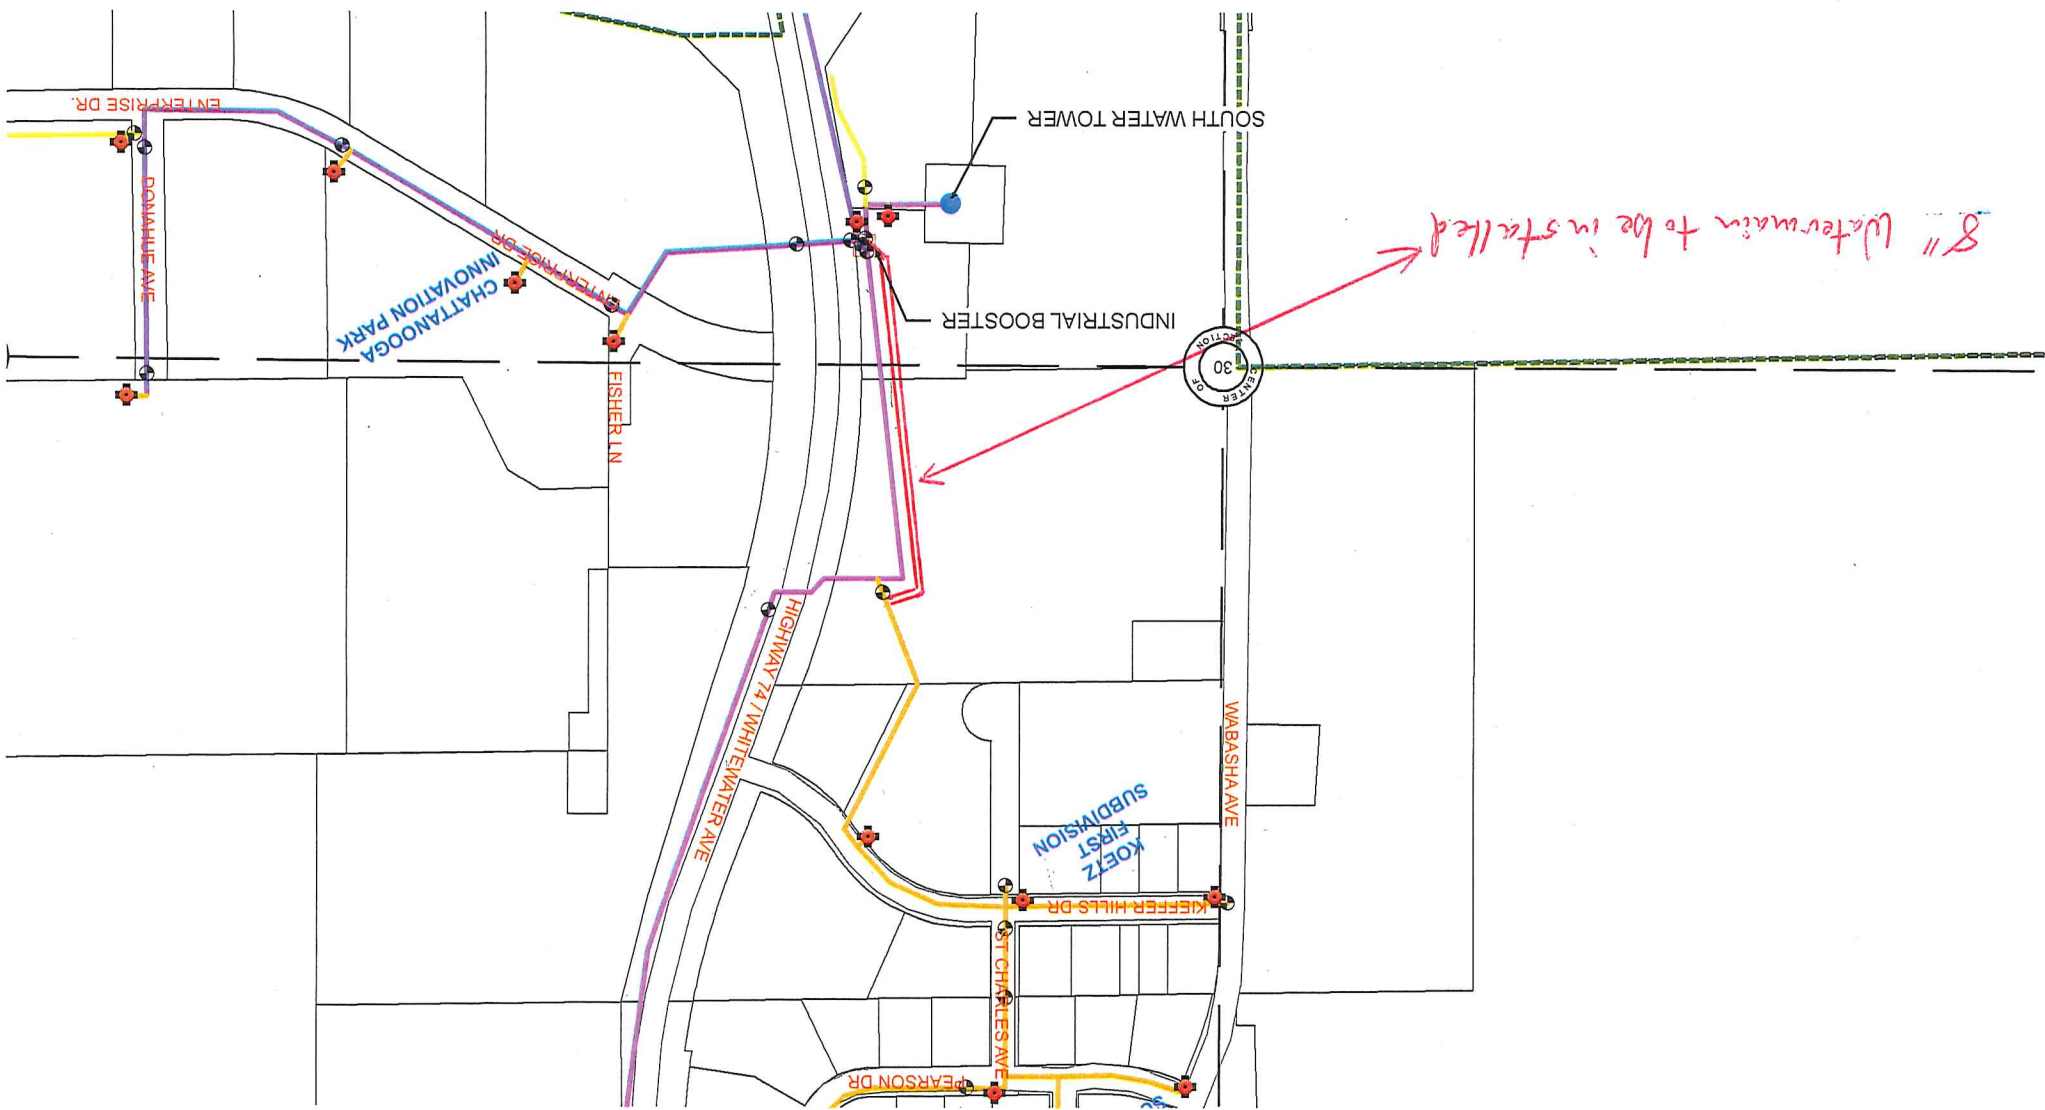 PEARSON DR
ST CHARLES AVE
KIEFFER HILLS DR
KOETZ
FIRST
SUBDIVISION
WABASHA AVE
HIGHWAY 74 / WHITEWATER AVE
FISHER LN
CENTER OF
SECTION
30
INDUSTRIAL BOOSTER
8" Watermain to be installed
CHATTANOOGA
INNOVATION PARK
ENTERPRISE DR
DONAHUE AVE
SOUTH WATER TOWER
ENTERPRISE DR.